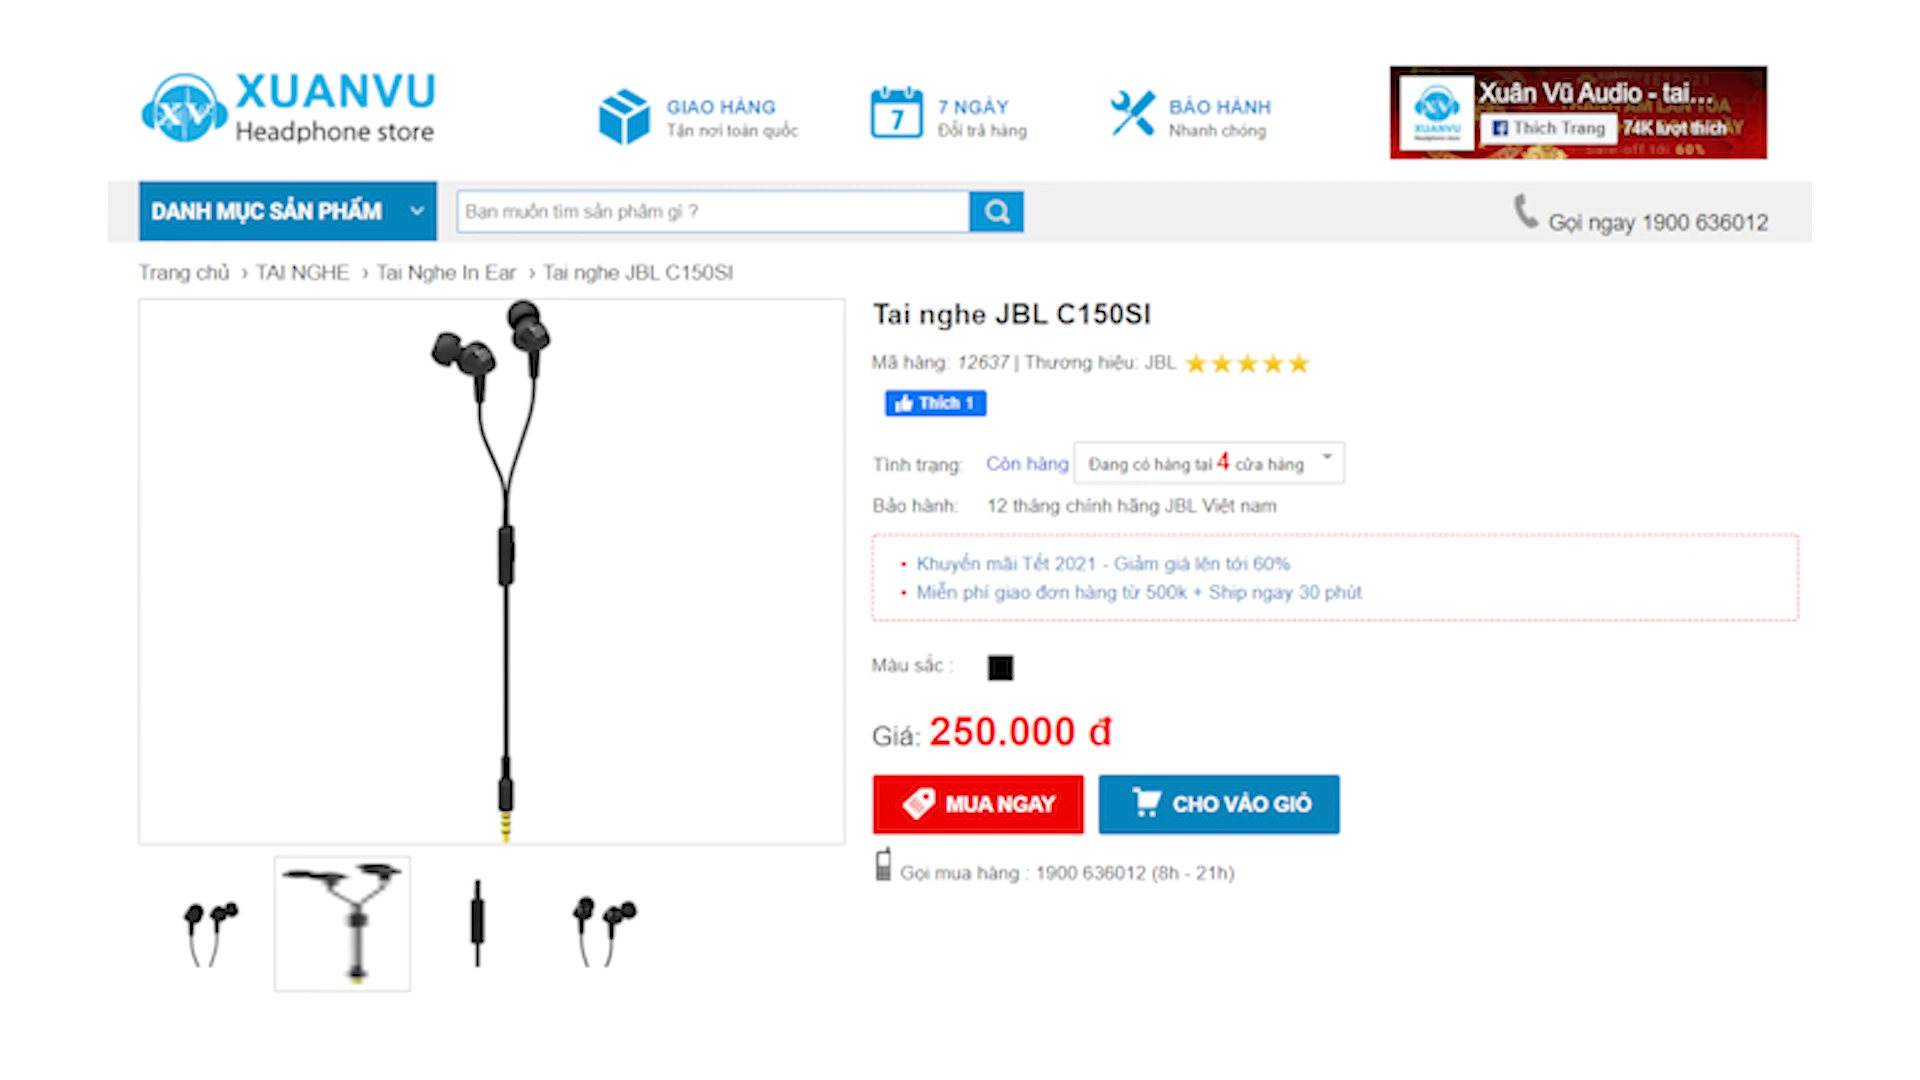 XUANVU
Headphone store
GIAO HÀNG
Tận nơi toàn quốc
7
7 NGÀY
Đổi trả hàng
BẢO HÀNH
Nhanh chóng
Xuân Vũ Audio - tai...
Thích Trang
74K lượt thích
DANH MỤC SẢN PHẨM
Bạn muốn tìm sản phẩm gì ?
Gọi ngay 1900 636012
Trang chủ › TAI NGHE › Tai Nghe In Ear › Tai nghe JBL C150SI
Tai nghe JBL C150SI
Mã hàng: 12637 | Thương hiệu: JBL
Thích 1
Tình trạng: Còn hàng Đang có hàng tại 4 cửa hàng
Bảo hành: 12 tháng chính hãng JBL Việt nam
Khuyến mãi Tết 2021 - Giảm giá lên tới 60%
Miễn phí giao đơn hàng từ 500k + Ship ngay 30 phút
Màu sắc :
Giá: 250.000 đ
MUA NGAY
CHO VÀO GIỎ
Gọi mua hàng : 1900 636012 (8h - 21h)